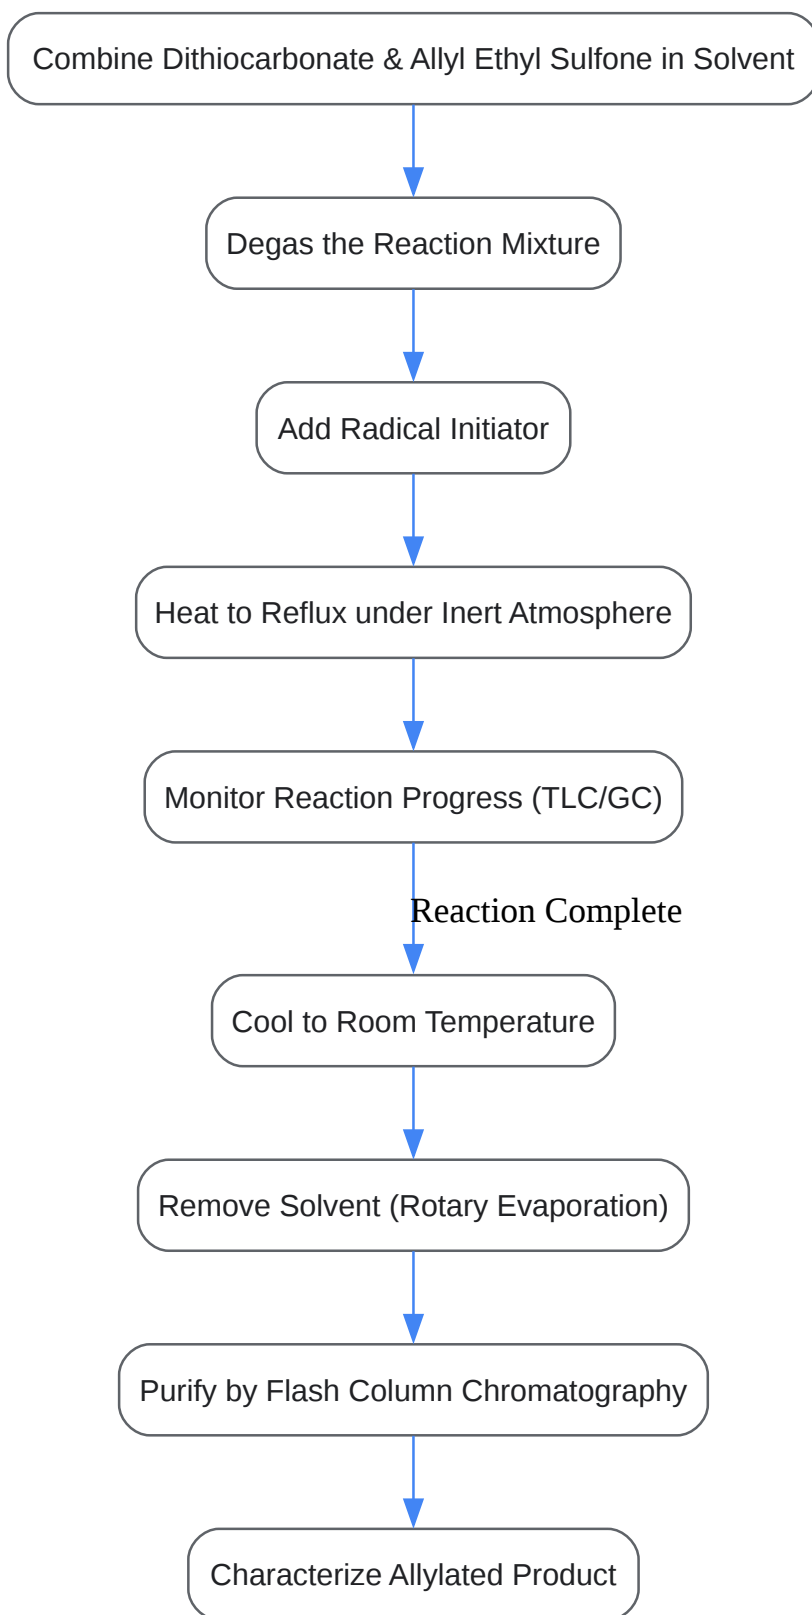 Combine Dithiocarbonate & Allyl Ethyl Sulfone in Solvent
Degas the Reaction Mixture
Add Radical Initiator
Heat to Reflux under Inert Atmosphere
Monitor Reaction Progress (TLC/GC)
Reaction Complete
Cool to Room Temperature
Remove Solvent (Rotary Evaporation)
Purify by Flash Column Chromatography
Characterize Allylated Product